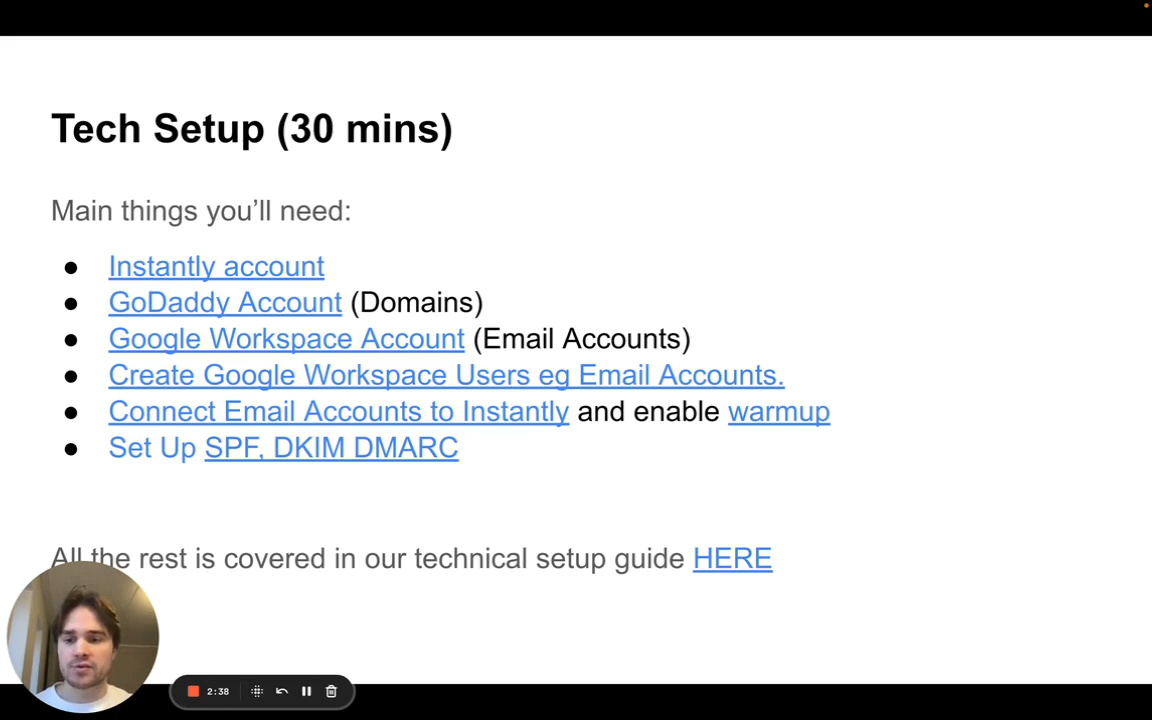 Tech Setup (30 mins)
Main things you’ll need:
● Instantly account
● GoDaddy Account (Domains)
● Google Workspace Account (Email Accounts)
● Create Google Workspace Users eg Email Accounts.
● Connect Email Accounts to Instantly and enable warmup
● Set Up SPF, DKIM DMARC
All the rest is covered in our technical setup guide HERE
2:38